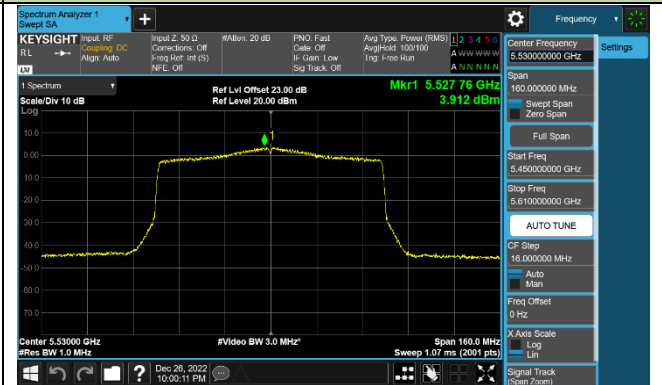 Spectrum Analyzer 1
Swept SA
Frequency
KEYSIGHT
RL
LXI
Input: RF
Coupling: DC
Align: Auto
Input Z: 50 Ω
Corrections: Off
Freq Ref: Int (S)
NFE: Off
#Atten: 20 dB
PNO: Fast
Gate: Off
IF Gain: Low
Sig Track: Off
Avg Type: Power (RMS)
Avg|Hold: 100/100
Trig: Free Run
1 2 3 4 5 6
A W W W W W
A N N N N N
Center Frequency
5.530000000 GHz
Settings
Span
160.000000 MHz
Swept Span
Zero Span
Full Span
Start Freq
5.450000000 GHz
Stop Freq
5.610000000 GHz
AUTO TUNE
CF Step
16.000000 MHz
Auto
Man
Freq Offset
0 Hz
X Axis Scale
Log
Lin
Signal Track
(Span Zoom)
1 Spectrum
Scale/Div 10 dB
Log
Ref Lvl Offset 23.00 dB
Ref Level 20.00 dBm
Mkr1 5.527 76 GHz
3.912 dBm
1
10.0
0.00
10.0
20.0
30.0
40.0
50.0
60.0
70.0
Center 5.53000 GHz
#Res BW 1.0 MHz
#Video BW 3.0 MHz*
Span 160.0 MHz
Sweep 1.07 ms (2001 pts)
?
Dec 26, 2022
10:00:11 PM